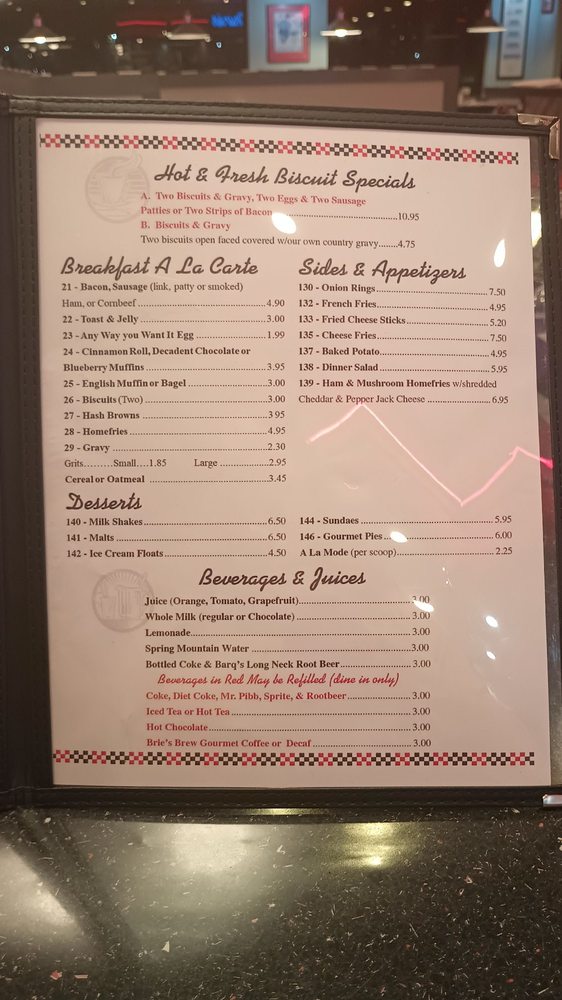 News
Hot & Fresh Biscuit Specials
A. Two Biscuits & Gravy, Two Eggs & Two Sausage
Patties or Two Strips of Bacon ..........10.95
B. Biscuits & Gravy
Two biscuits open faced covered w/our own country gravy.......4.75
Breakfast A La Carte
21 - Bacon, Sausage (link, patty or smoked)
Ham, or Cornbeef ..........4.90
22 - Toast & Jelly ..........3.00
23 - Any Way you Want It Egg ..........1.99
24 - Cinnamon Roll, Decadent Chocolate or
Blueberry Muffins ..........3.95
25 - English Muffin or Bagel ..........3.00
26 - Biscuits (Two) ..........3.00
27 - Hash Browns ..........3 95
28 - Homefries ..........4.95
29 - Gravy ..........2.30
Grits.........Small....1.85 Large ..........2.95
Cereal or Oatmeal ..........3.45
Sides & Appetizers
130 - Onion Rings ..........7.50
132 - French Fries ..........4.95
133 - Fried Cheese Sticks ..........5.20
135 - Cheese Fries ..........7.50
137 - Baked Potato ..........4.95
138 - Dinner Salad ..........5.95
139 - Ham & Mushroom Homefries w/shredded
Cheddar & Pepper Jack Cheese ..........6.95
Desserts
140 - Milk Shakes ..........6.50
141 - Malts ..........6.50
142 - Ice Cream Floats ..........4.50
144 - Sundaes ..........5.95
146 - Gourmet Pies ..........6.00
A La Mode (per scoop) ..........2.25
Beverages & Juices
Juice (Orange, Tomato, Grapefruit) ..........3.00
Whole Milk (regular or Chocolate) ..........3.00
Lemonade ..........3.00
Spring Mountain Water ..........3.00
Bottled Coke & Barq's Long Neck Root Beer ..........3.00
Beverages in Red May be Refilled (dine in only)
Coke, Diet Coke, Mr. Pibb, Sprite, & Rootbeer ..........3.00
Iced Tea or Hot Tea ..........3.00
Hot Chocolate ..........3.00
Brie's Brew Gourmet Coffee or Decaf ..........3.00